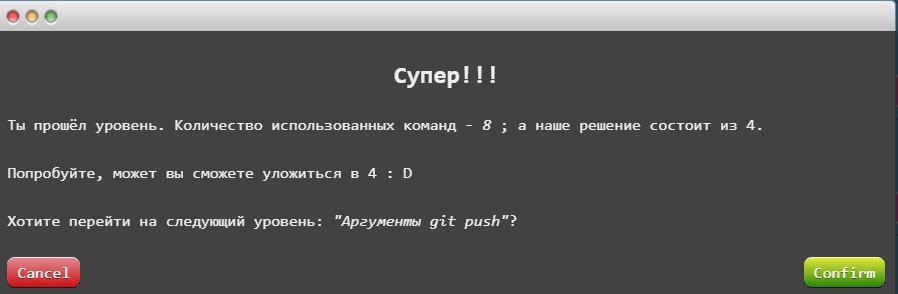 Супер!!!
Ты прошёл уровень. Количество использованных команд - 8 ; а наше решение состоит из 4.
Попробуйте, может вы сможете уложиться в 4 : D
Хотите перейти на следующий уровень: "Аргументы git push"?
Cancel
Confirm